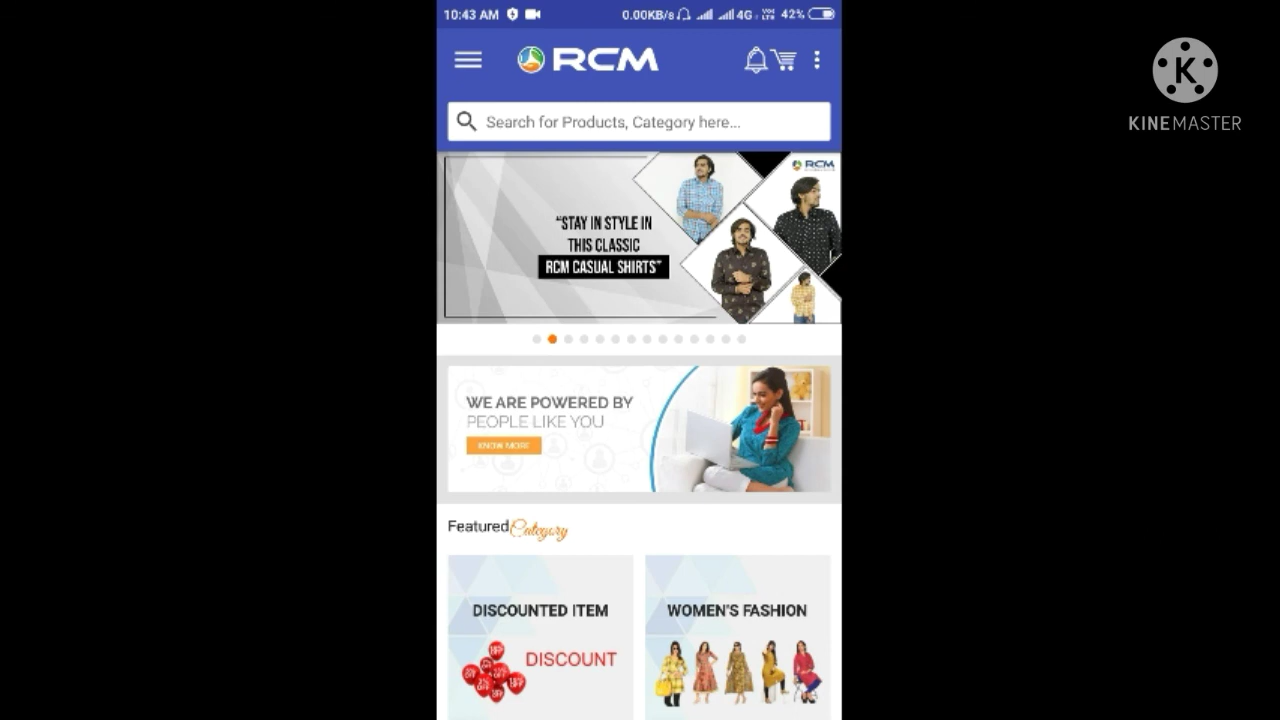 10:43 AM
0.00KB/s
4G
VoLTE
42%
RCM
Search for Products, Category here...
RCM
"STAY IN STYLE IN
THIS CLASSIC
RCM CASUAL SHIRTS"
WE ARE POWERED BY
PEOPLE LIKE YOU
KNOW MORE
Featured Category
DISCOUNTED ITEM
DISCOUNT
WOMEN'S FASHION
K
KINEMASTER